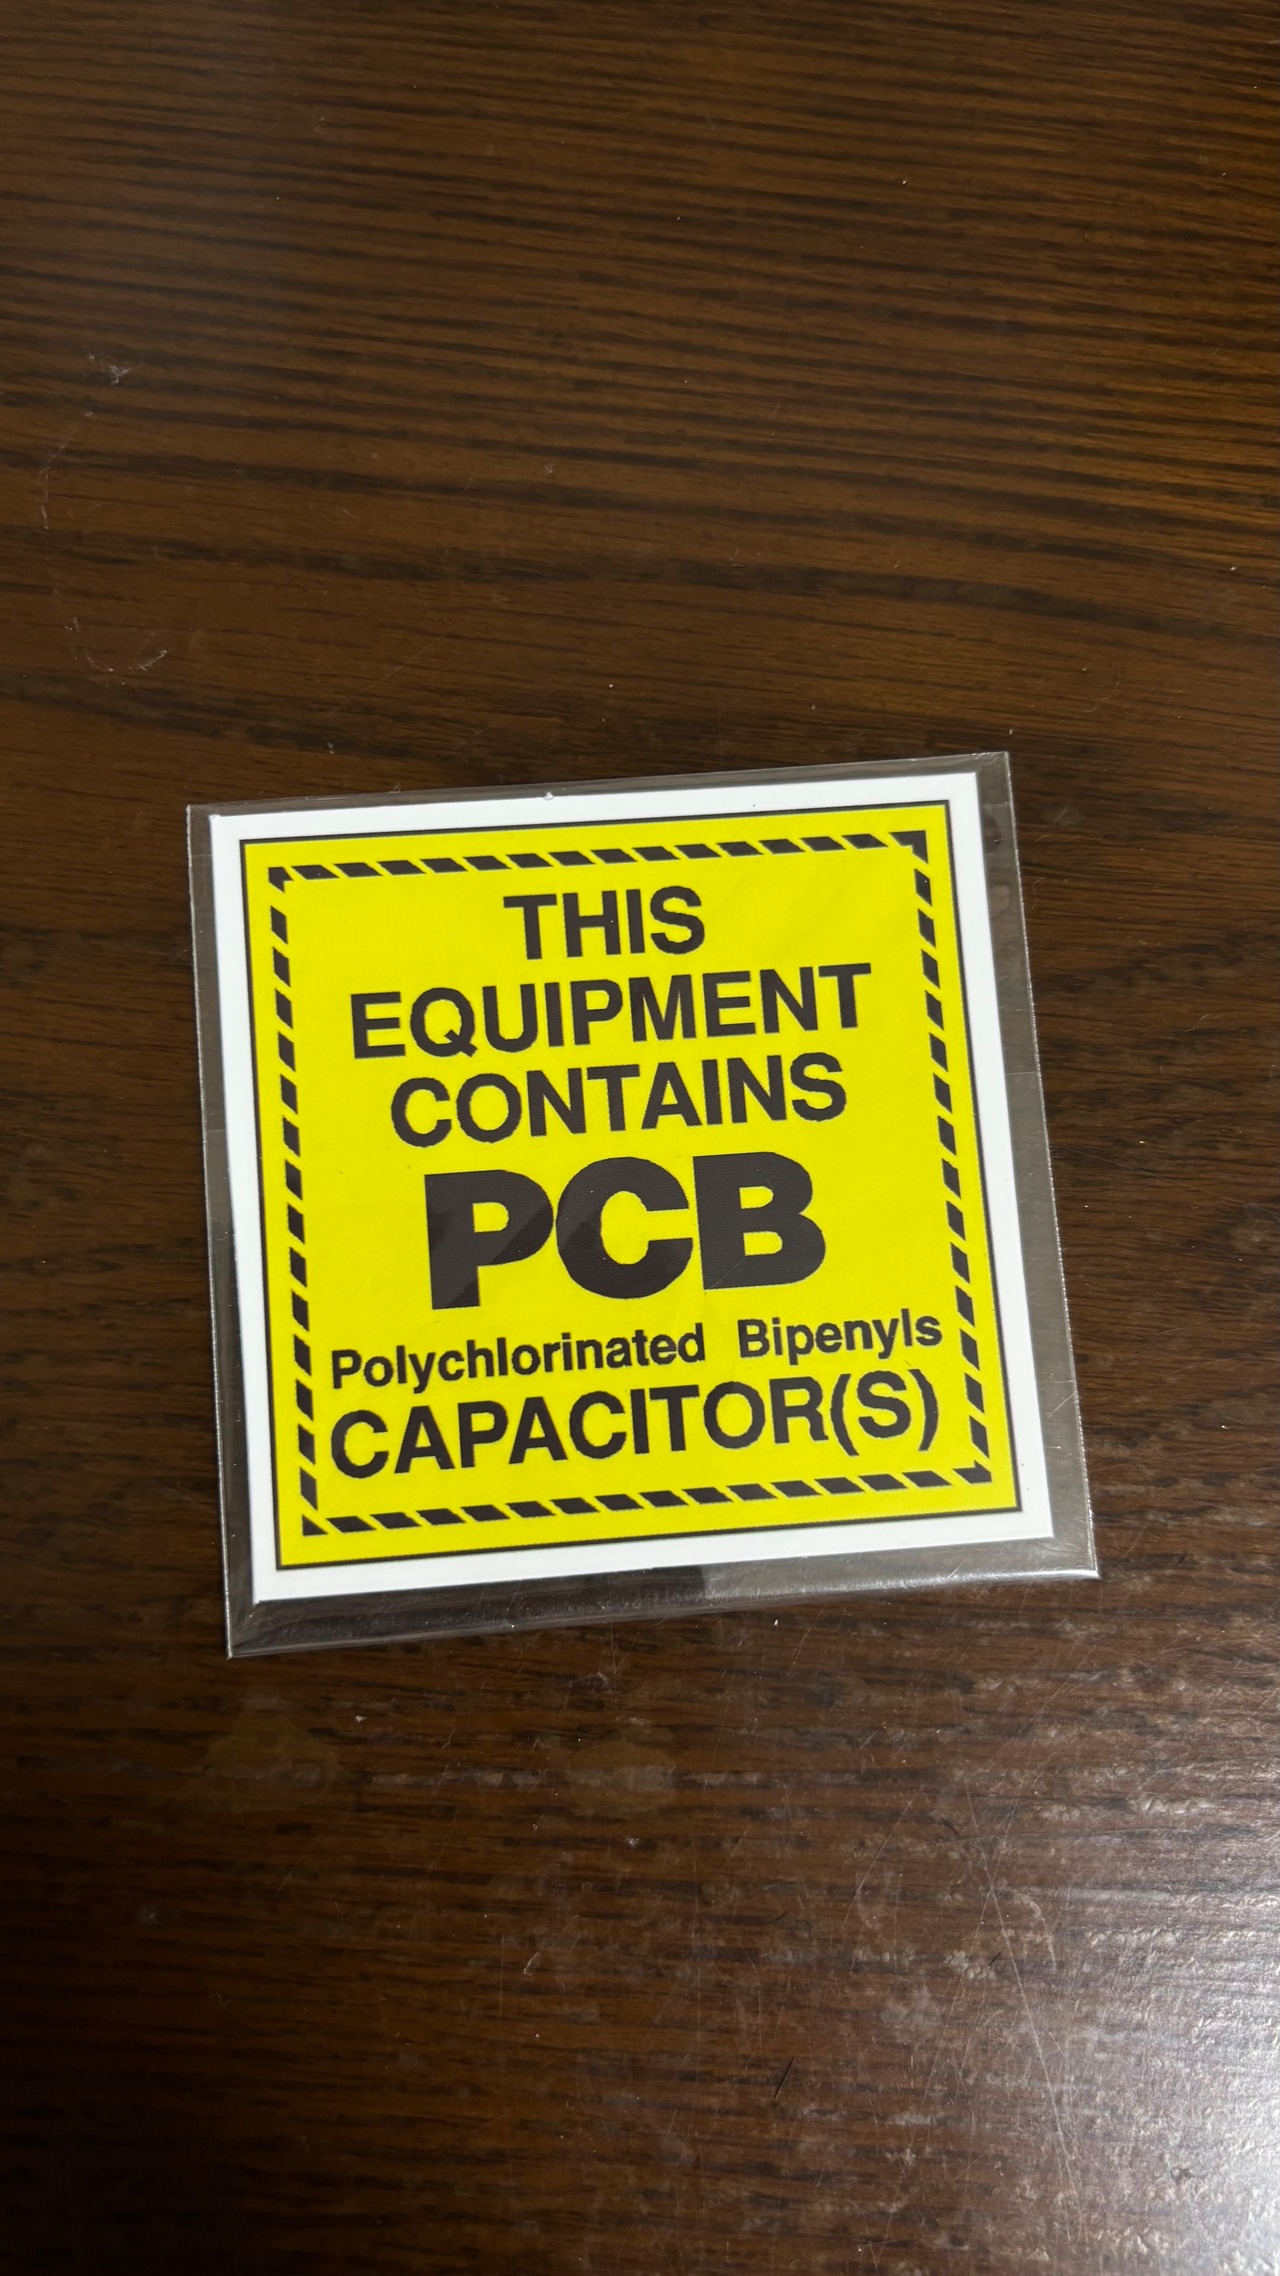 THIS
EQUIPMENT
CONTAINS
PCB
Polychlorinated Bipenyls
CAPACITOR(S)